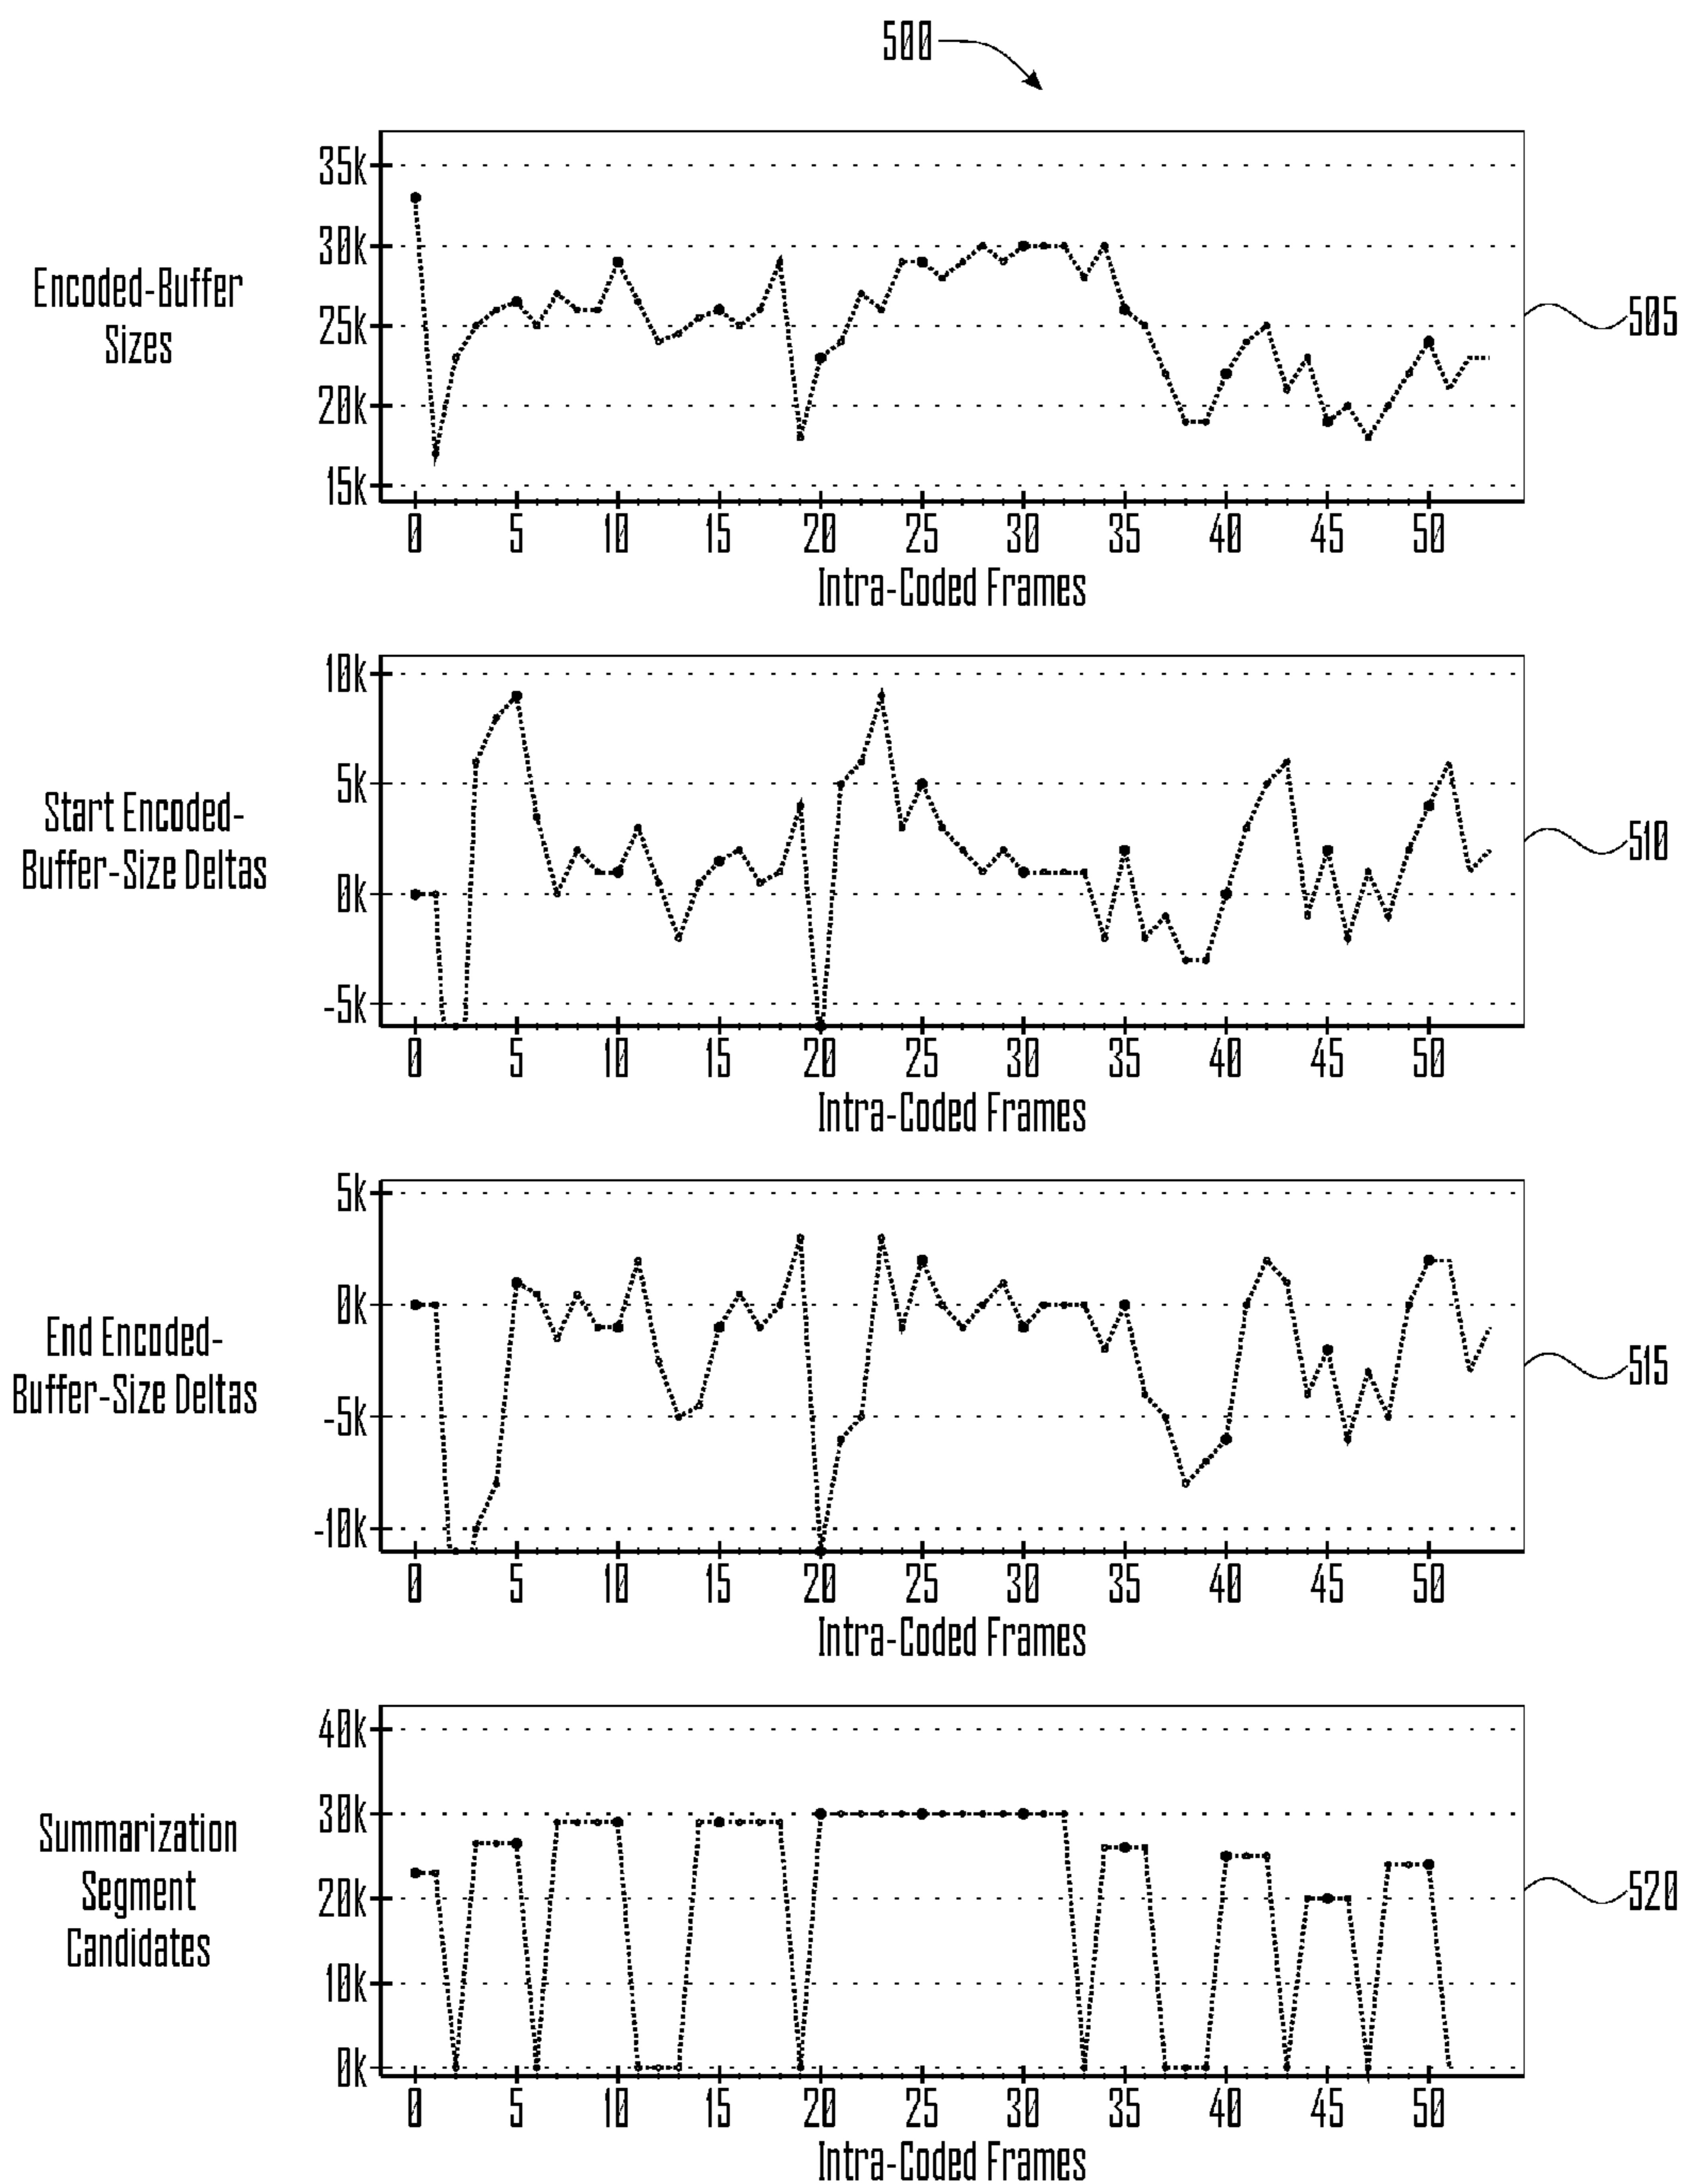 500
35k
30k
25k
20k
15k
Encoded-Buffer
Sizes
505
0 5 10 15 20 25 30 35 40 45 50
Intra-Coded Frames
10k
5k
0k
-5k
Start Encoded-
Buffer-Size Deltas
510
0 5 10 15 20 25 30 35 40 45 50
Intra-Coded Frames
5k
0k
-5k
-10k
End Encoded-
Buffer-Size Deltas
515
0 5 10 15 20 25 30 35 40 45 50
Intra-Coded Frames
40k
30k
20k
10k
0k
Summarization
Segment
Candidates
520
0 5 10 15 20 25 30 35 40 45 50
Intra-Coded Frames